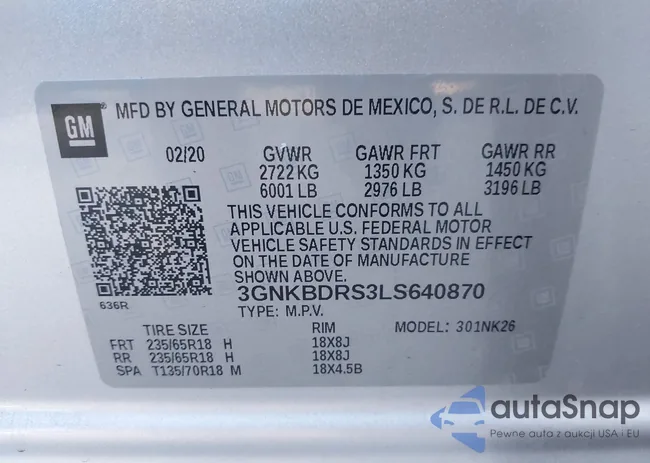 GM
MFD BY GENERAL MOTORS DE MEXICO, S. DE R.L. DE C.V.
02/20 GVWR GAWR FRT GAWR RR
2722 KG 1350 KG 1450 KG
6001 LB 2976 LB 3196 LB
THIS VEHICLE CONFORMS TO ALL
APPLICABLE U.S. FEDERAL MOTOR
VEHICLE SAFETY STANDARDS IN EFFECT
ON THE DATE OF MANUFACTURE
SHOWN ABOVE.
636R
3GNKBDRS3LS640870
TYPE: M.P.V.
TIRE SIZE RIM MODEL: 301NK26
FRT 235/65R18 H 18X8J
RR 235/65R18 H 18X8J
SPA T135/70R18 M 18X4.5B
autaSnap
Pewne auta z aukcji USA i EU